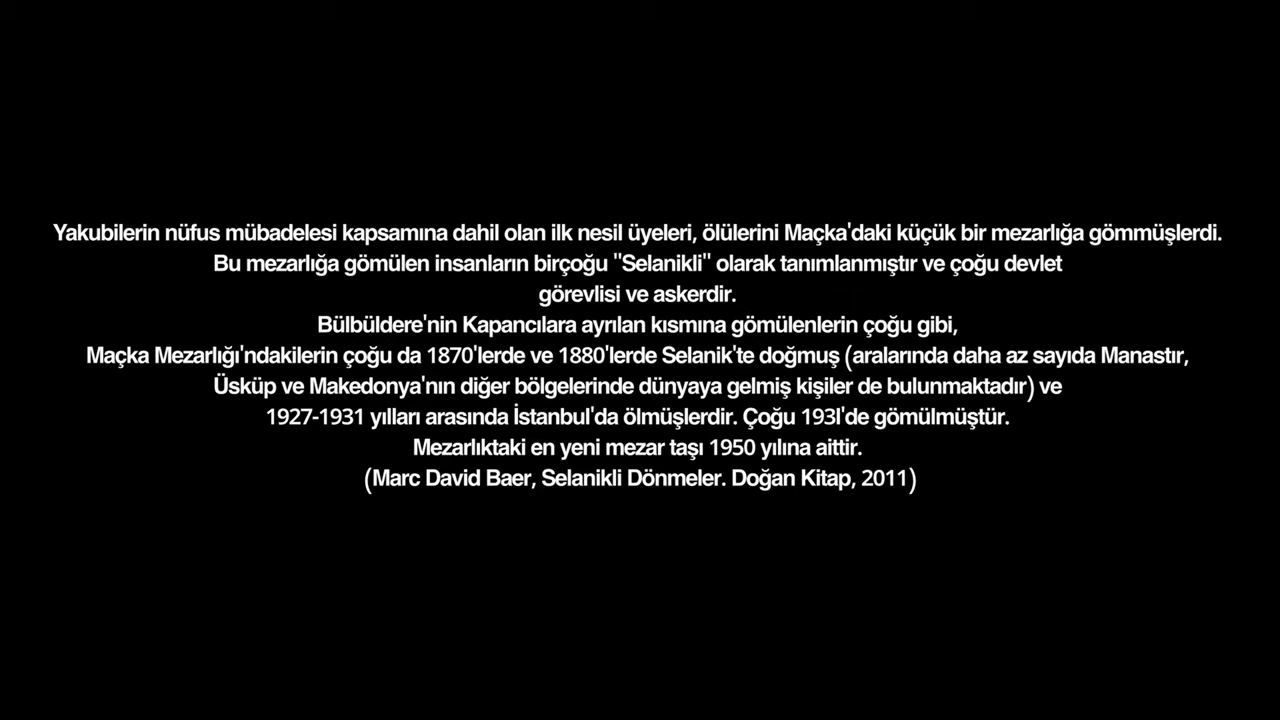 Yakubilerin nüfus mübadelesi kapsamına dahil olan ilk nesil üyeleri, ölülerini Maçka'daki küçük bir mezarlığa gömmüşlerdi.
Bu mezarlığa gömülen insanların birçoğu "Selanikli" olarak tanımlanmıştır ve çoğu devlet
görevlisi ve askerdir.
Bülbüldere'nin Kapancılara ayrılan kısmına gömülenlerin çoğu gibi,
Maçka Mezarlığı'ndakilerin çoğu da 1870'lerde ve 1880'lerde Selanik'te doğmuş (aralarında daha az sayıda Manastır,
Üsküp ve Makedonya'nın diğer bölgelerinde dünyaya gelmiş kişiler de bulunmaktadır) ve
1927-1931 yılları arasında İstanbul'da ölmüşlerdir. Çoğu 193l'de gömülmüştür.
Mezarlıktaki en yeni mezar taşı 1950 yılına aittir.
(Marc David Baer, Selanikli Dönmeler. Doğan Kitap, 2011)